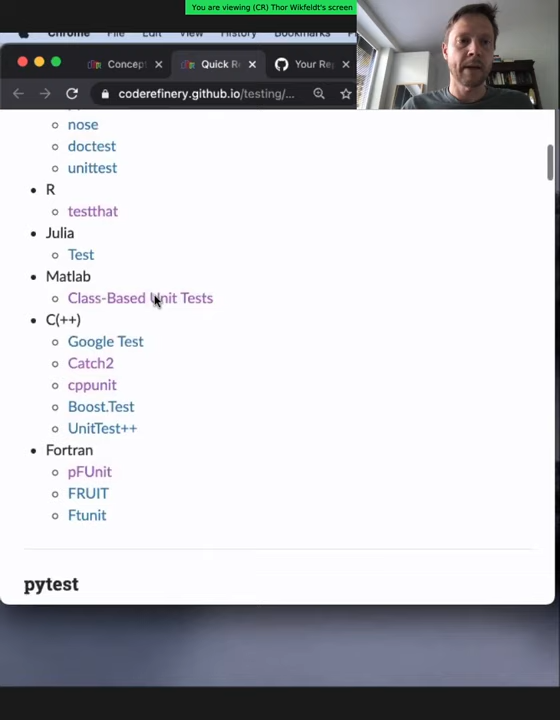 You are viewing (CR) Thor Wikfeldt's screen
Chrome File Edit View History Bookmarks
Concept
Quick R
Your Re
coderefinery.github.io/testing/...
nose
doctest
unittest
R
testthat
Julia
Test
Matlab
Class-Based Unit Tests
C(++)
Google Test
Catch2
cppunit
Boost.Test
UnitTest++
Fortran
pFUnit
FRUIT
Ftunit
pytest